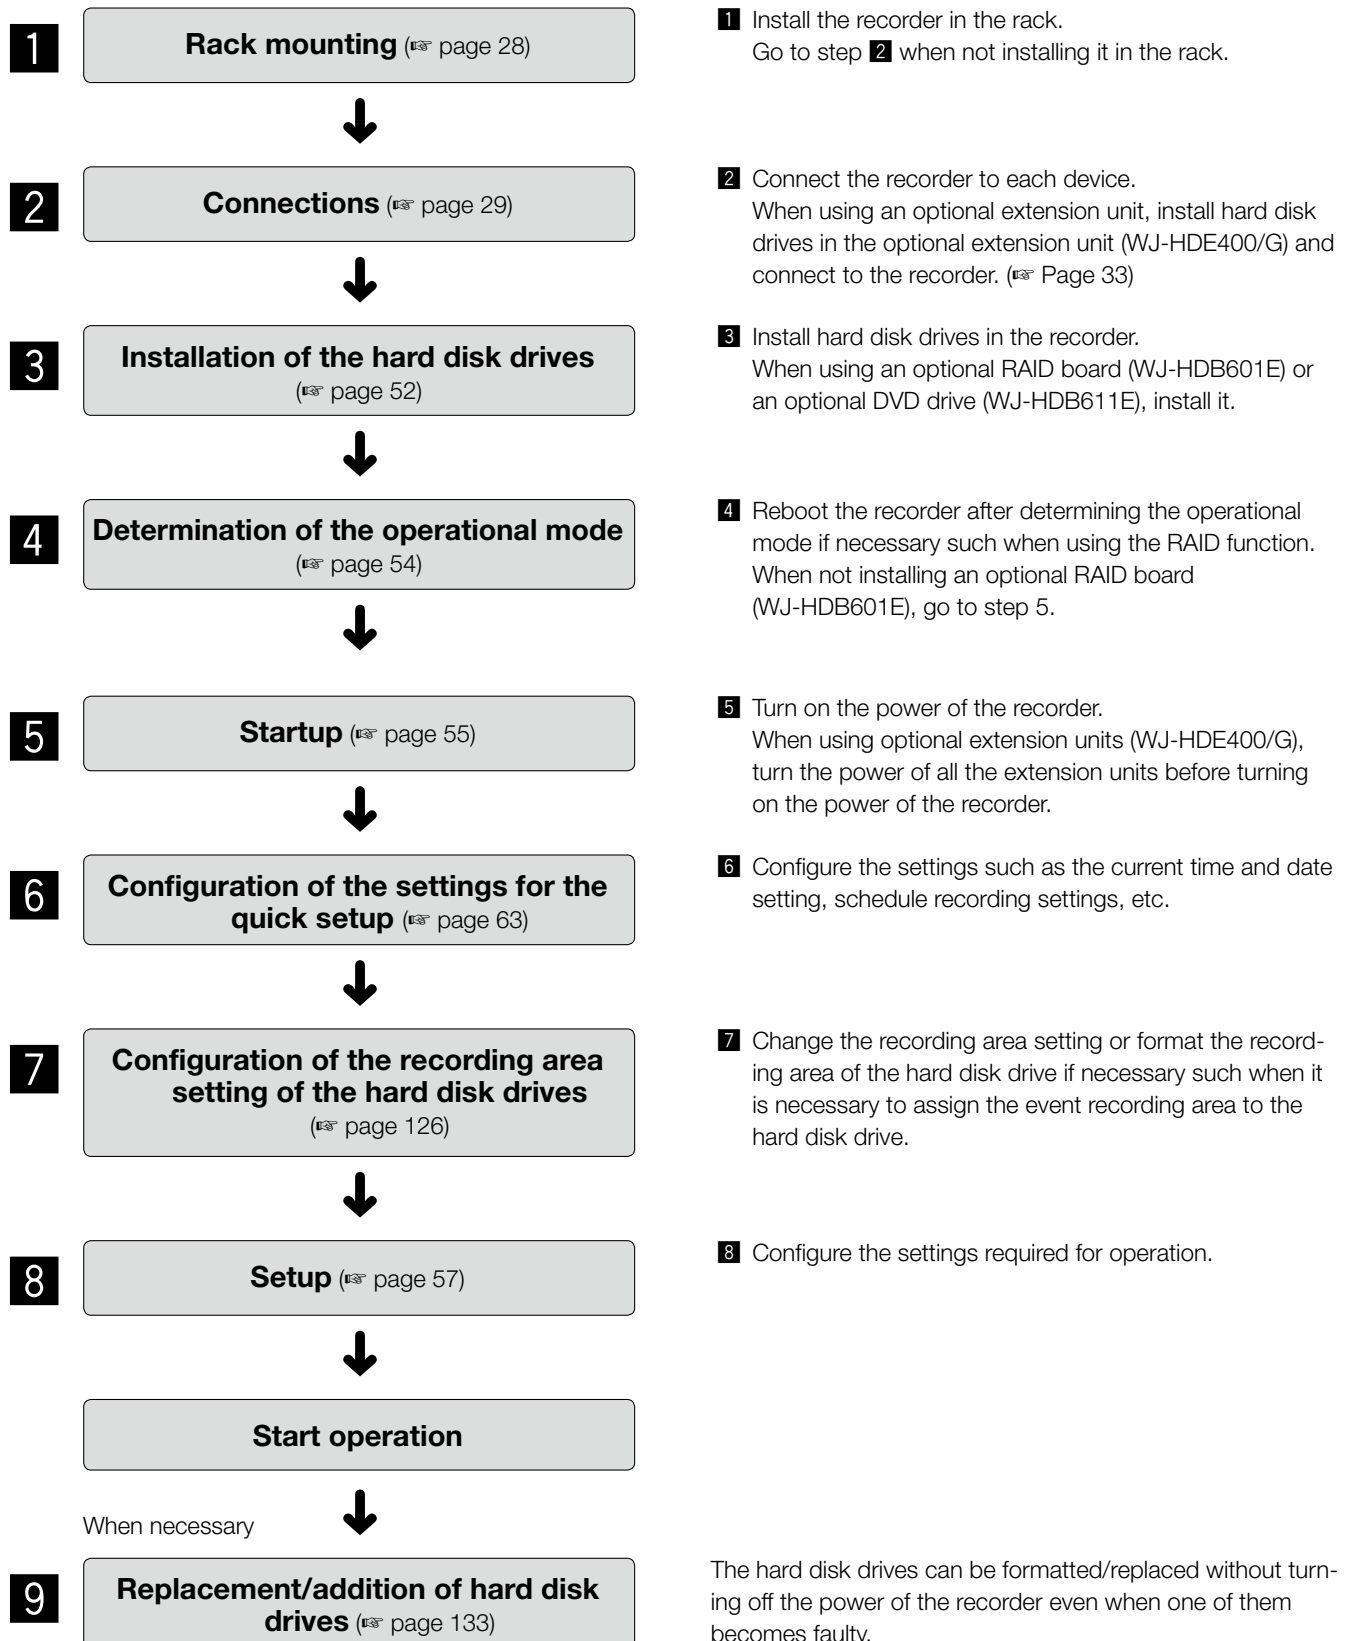 1
Rack mounting (☞ page 28)
1 Install the recorder in the rack.
Go to step 2 when not installing it in the rack.
2
Connections (☞ page 29)
2 Connect the recorder to each device.
When using an optional extension unit, install hard disk
drives in the optional extension unit (WJ-HDE400/G) and
connect to the recorder. (☞ Page 33)
3
Installation of the hard disk drives
(☞ page 52)
3 Install hard disk drives in the recorder.
When using an optional RAID board (WJ-HDB601E) or
an optional DVD drive (WJ-HDB611E), install it.
4
Determination of the operational mode
(☞ page 54)
4 Reboot the recorder after determining the operational
mode if necessary such when using the RAID function.
When not installing an optional RAID board
(WJ-HDB601E), go to step 5.
5
Startup (☞ page 55)
5 Turn on the power of the recorder.
When using optional extension units (WJ-HDE400/G),
turn the power of all the extension units before turning
on the power of the recorder.
6
Configuration of the settings for the
quick setup (☞ page 63)
6 Configure the settings such as the current time and date
setting, schedule recording settings, etc.
7
Configuration of the recording area
setting of the hard disk drives
(☞ page 126)
7 Change the recording area setting or format the record-
ing area of the hard disk drive if necessary such when it
is necessary to assign the event recording area to the
hard disk drive.
8
Setup (☞ page 57)
8 Configure the settings required for operation.
Start operation
When necessary
9
Replacement/addition of hard disk
drives (☞ page 133)
The hard disk drives can be formatted/replaced without turn-
ing off the power of the recorder even when one of them
becomes faulty.